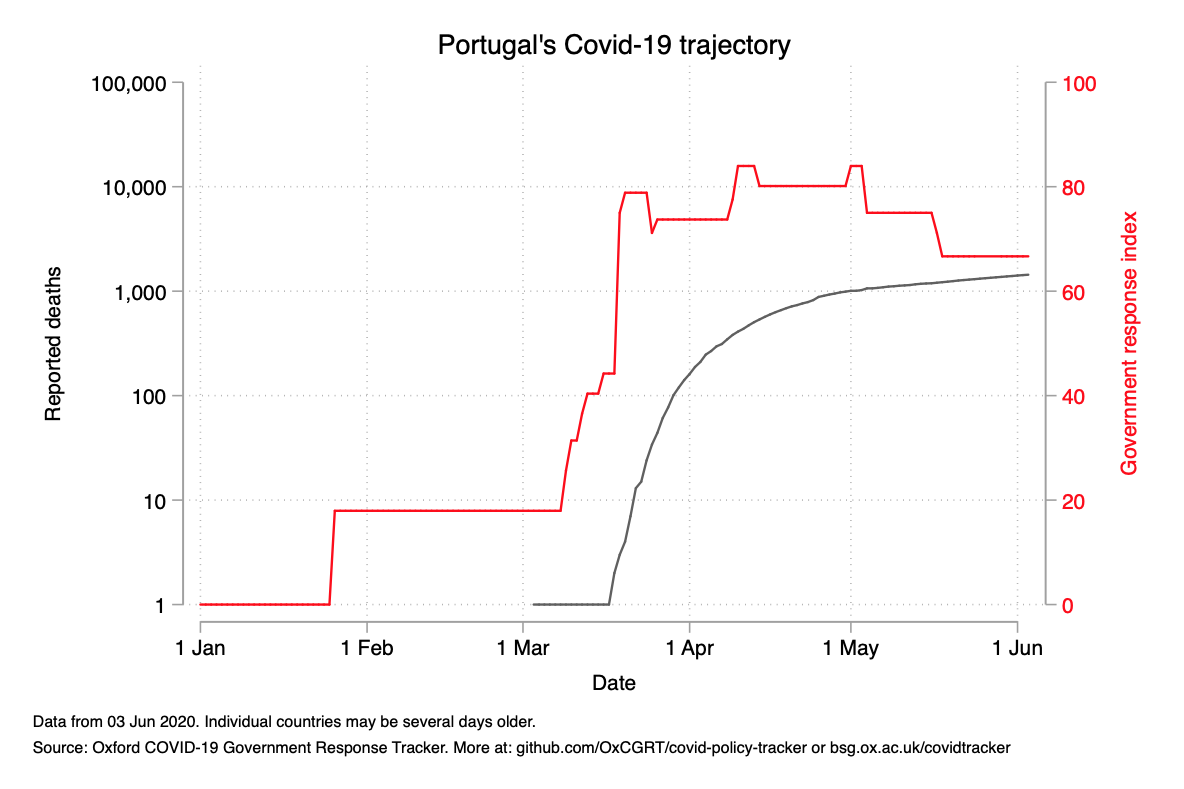 Portugal's Covid-19 trajectory
100,000
10,000
1,000
100
10
1
Reported deaths
100
80
60
40
20
0
Government response index
1 Jan 1 Feb 1 Mar 1 Apr 1 May 1 Jun
Date
Data from 03 Jun 2020. Individual countries may be several days older.
Source: Oxford COVID-19 Government Response Tracker. More at: github.com/OxCGRT/covid-policy-tracker or bsg.ox.ac.uk/covidtracker